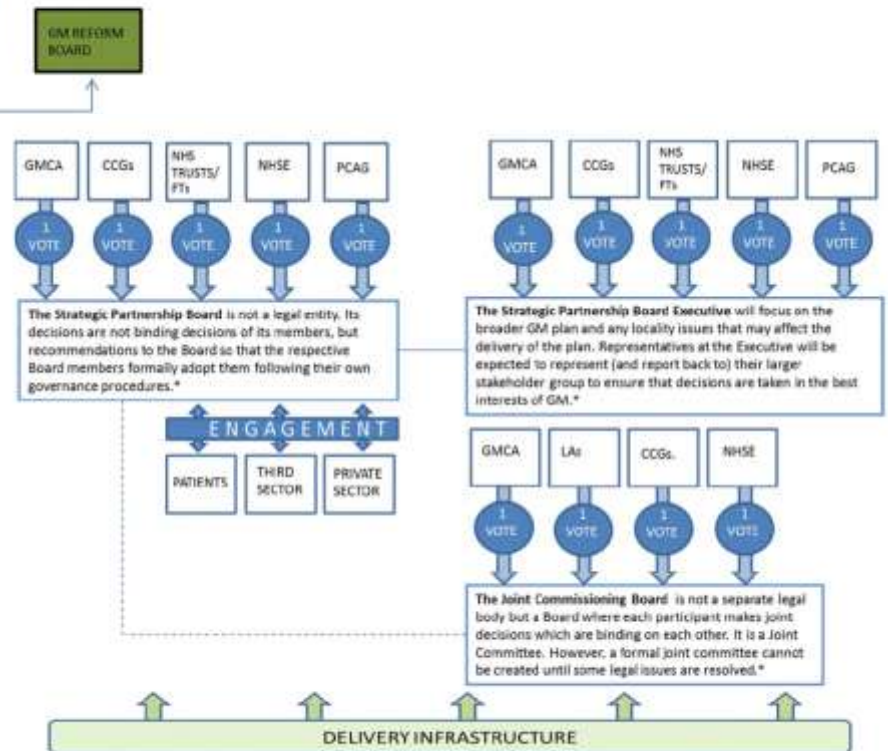 GM REFORM
BOARD
GMCA
CCGs
NHS
TRUSTS/
FTs
NHSE
PCAG
1
VOTE
1
VOTE
1
VOTE
1
VOTE
1
VOTE
The Strategic Partnership Board is not a legal entity. Its
decisions are not binding decisions of its members, but
recommendations to the Board so that the respective
Board members formally adopt them following their own
governance procedures.*
ENGAGEMENT
PATIENTS
THIRD
SECTOR
PRIVATE
SECTOR
GMCA
CCGs
NHS
TRUSTS/
FTs
NHSE
PCAG
1
VOTE
1
VOTE
1
VOTE
1
VOTE
1
VOTE
The Strategic Partnership Board Executive will focus on the
broader GM plan and any locality issues that may affect the
delivery of the plan. Representatives at the Executive will be
expected to represent (and report back to) their larger
stakeholder group to ensure that decisions are taken in the best
interests of GM.*
GMCA
LAs
CCGs.
NHSE
1
VOTE
1
VOTE
1
VOTE
1
VOTE
The Joint Commissioning Board is not a separate legal
body but a Board where each participant makes joint
decisions which are binding on each other. It is a Joint
Committee. However, a formal joint committee cannot
be created until some legal issues are resolved.*
DELIVERY INFRASTRUCTURE